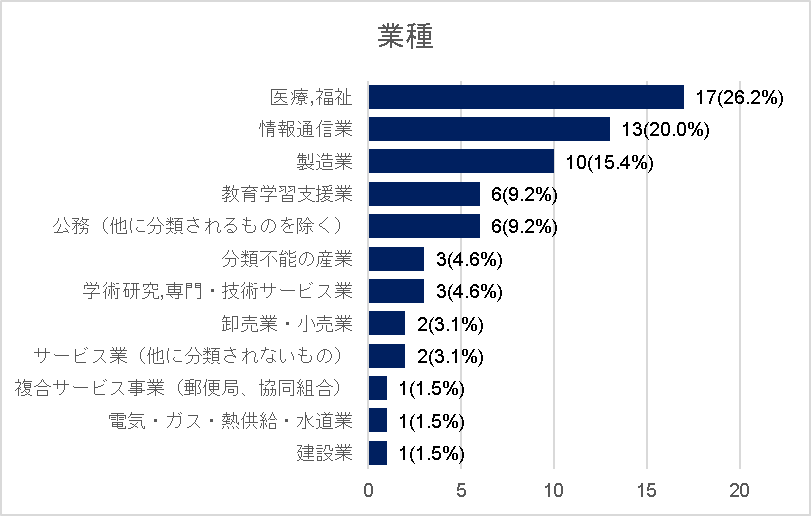 業種
医療,福祉 17(26.2%)
情報通信業 13(20.0%)
製造業 10(15.4%)
教育学習支援業 6(9.2%)
公務（他に分類されるものを除く） 6(9.2%)
分類不能の産業 3(4.6%)
学術研究,専門・技術サービス業 3(4.6%)
卸売業・小売業 2(3.1%)
サービス業（他に分類されないもの） 2(3.1%)
複合サービス事業（郵便局、協同組合） 1(1.5%)
電気・ガス・熱供給・水道業 1(1.5%)
建設業 1(1.5%)
0 5 10 15 20